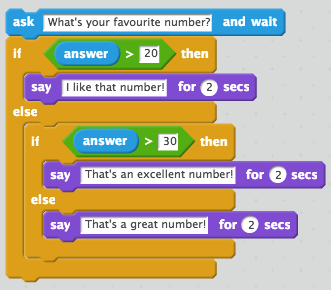 ask What's your favourite number? and wait
if answer > 20 then
say I like that number! for 2 secs
else
if answer > 30 then
say That's an excellent number! for 2 secs
else
say That's a great number! for 2 secs